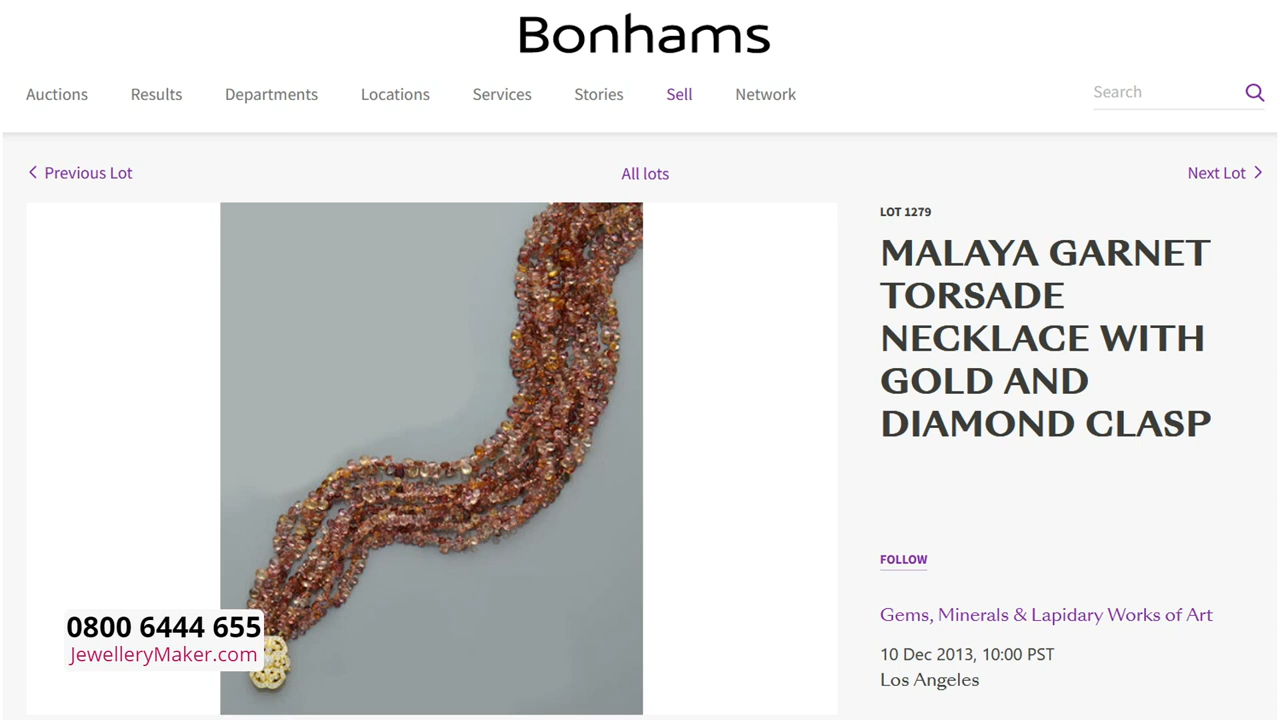 Bonhams
Auctions Results Departments Locations Services Stories Sell Network Search
Previous Lot All lots Next Lot
LOT 1279
MALAYA GARNET
TORSADE
NECKLACE WITH
GOLD AND
DIAMOND CLASP
FOLLOW
Gems, Minerals & Lapidary Works of Art
10 Dec 2013, 10:00 PST
Los Angeles
0800 6444 655
JewelleryMaker.com